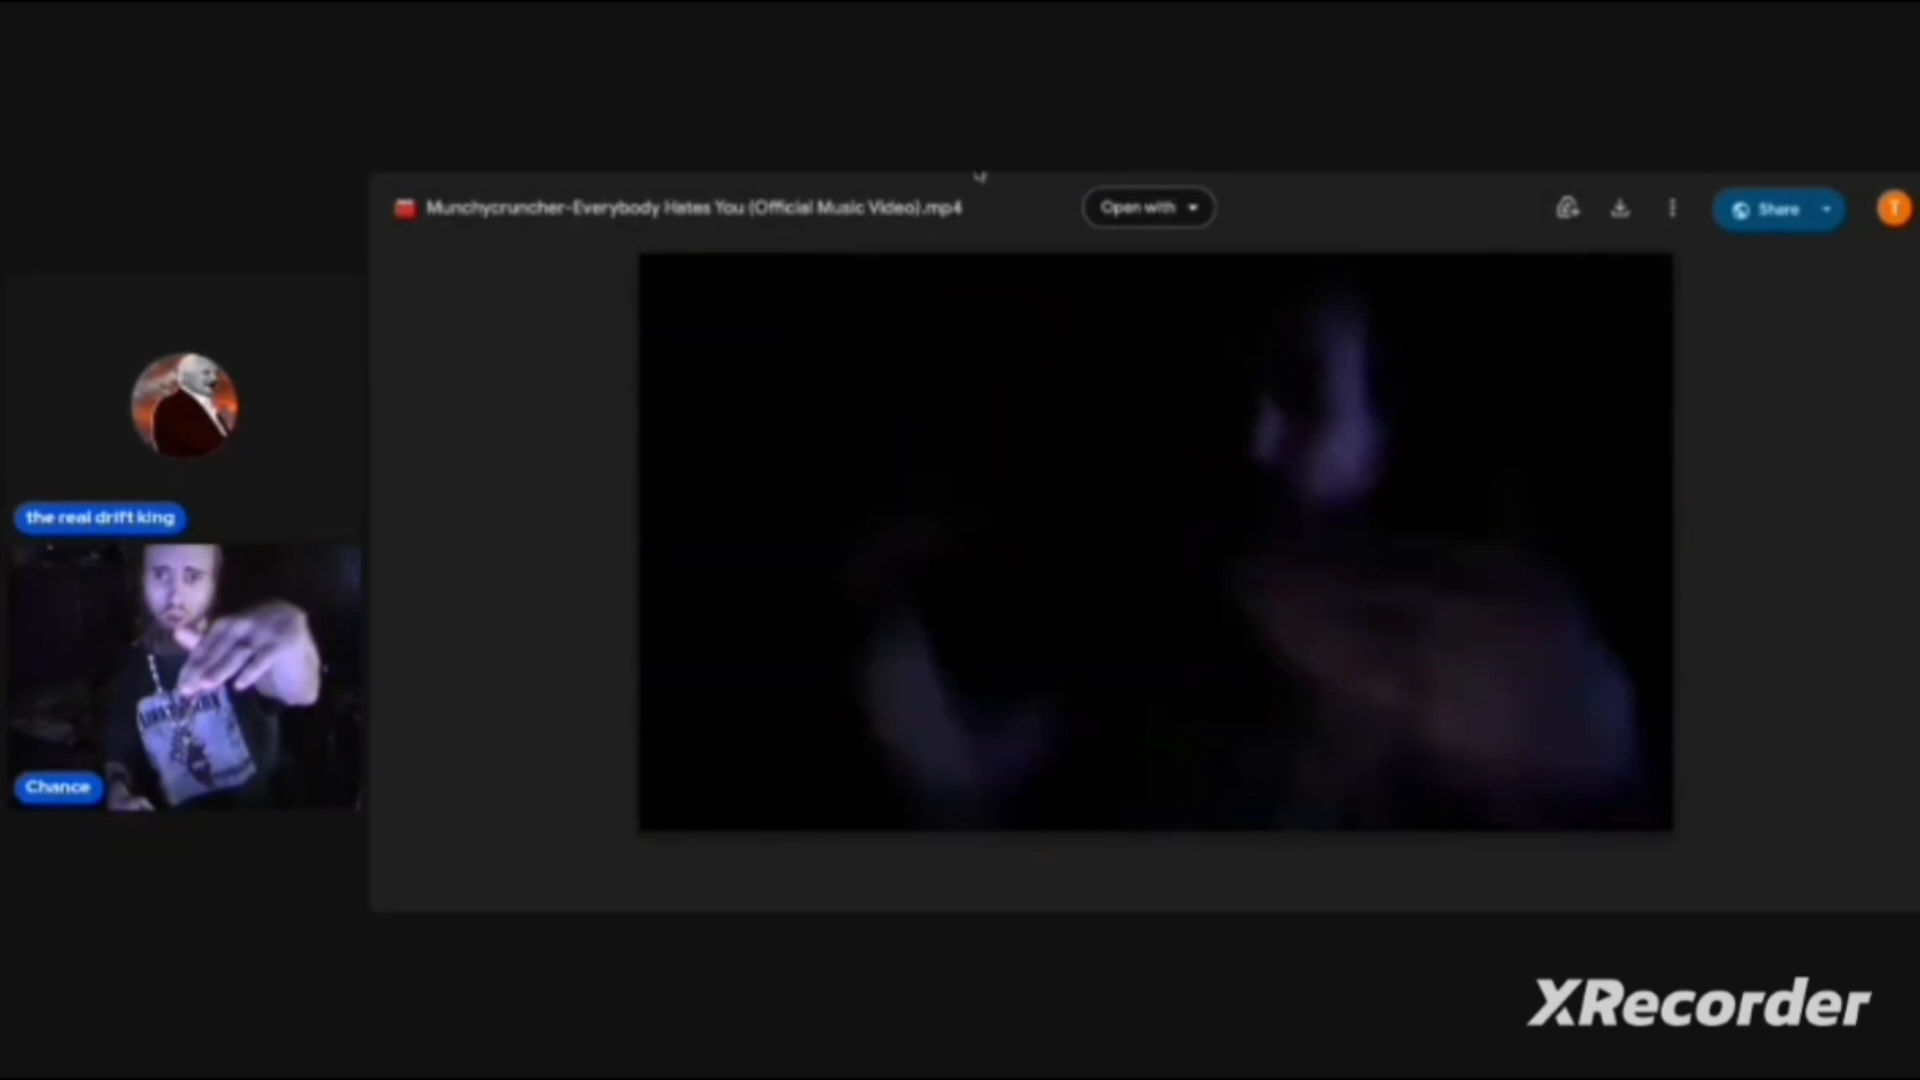 Munchycruncher-Everybody Hates You (Official Music Video).mp4
Open with
Share
T
the real drift king
Chance
XRecorder